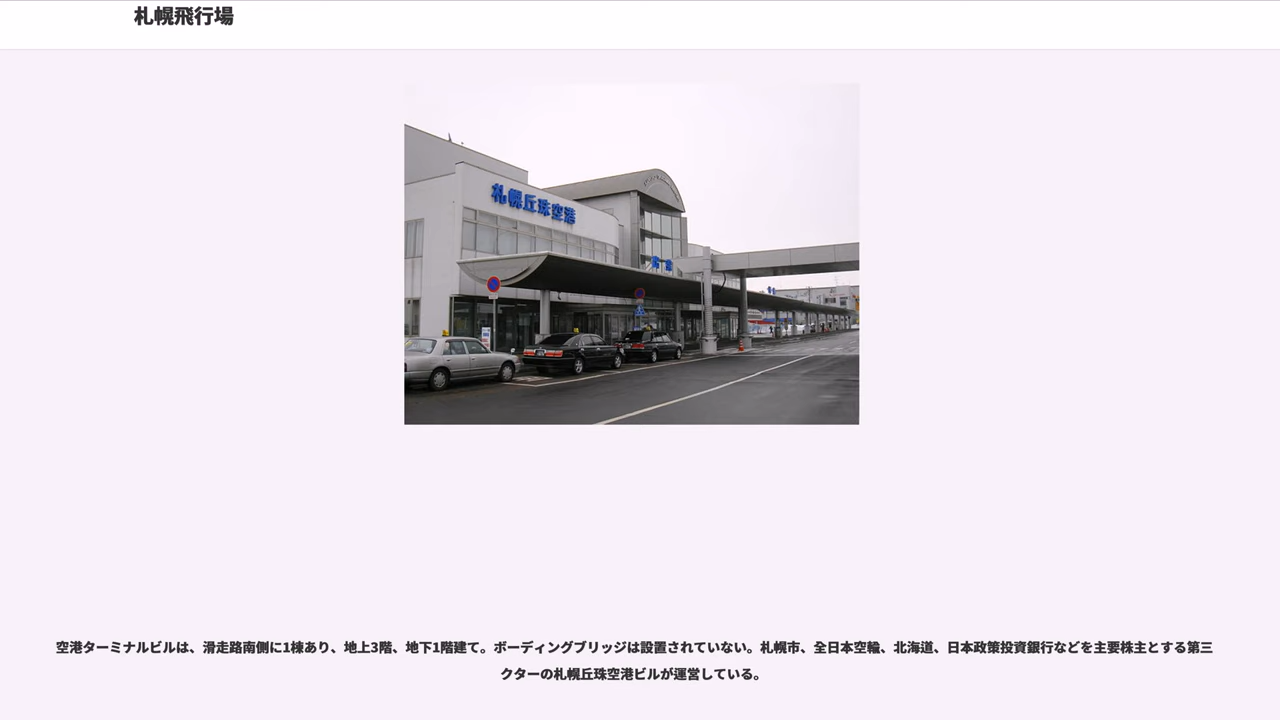 札幌飛行場
札幌丘珠空港
空港ターミナルビルは、滑走路南側に1棟あり、地上3階、地下1階建て。ボーディングブリッジは設置されていない。札幌市、全日本空輸、北海道、日本政策投資銀行などを主要株主とする第三
クターの札幌丘珠空港ビルが運営している。